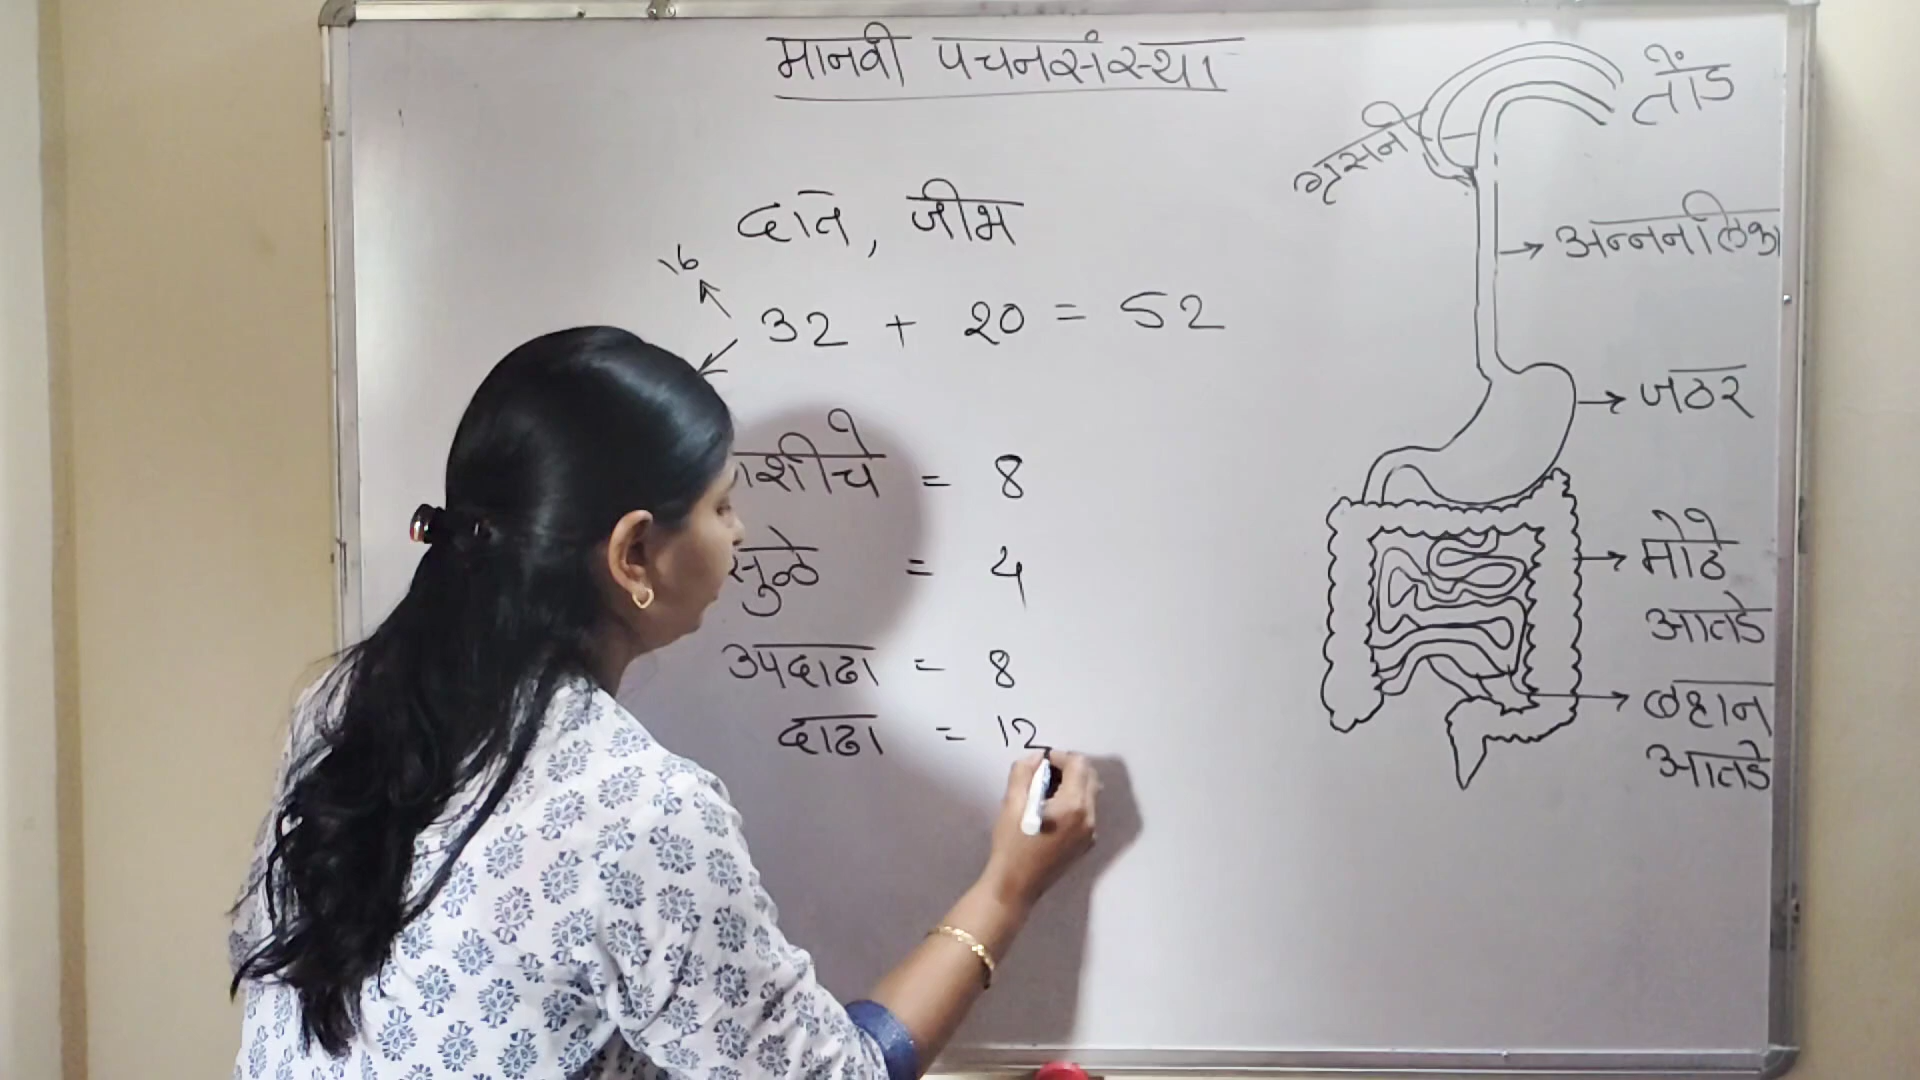 मानवी पचनसंस्था
दात, जीभ
16
32 + 20 = 52
= 8
सुळे = 4
उपदाढा = 8
दाढा = 12
तोंड
ग्रसनी
अन्ननलिका
जठर
मोठे
आतडे
लहान
आतडे